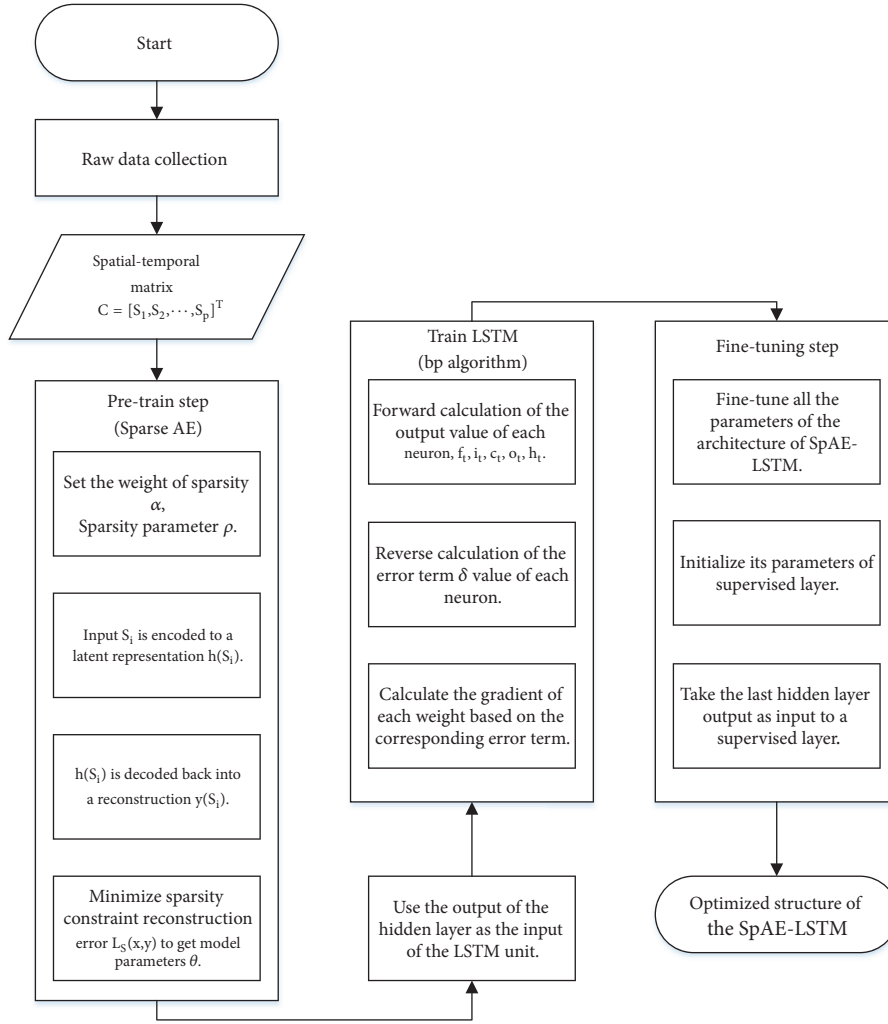 Start
Raw data collection
Spatial-temporal
matrix
C = [S₁,S₂,⋯,Sₚ]ᵀ
Pre-train step
(Sparse AE)
Set the weight of sparsity
α,
Sparsity parameter ρ.
Input Sᵢ is encoded to a
latent representation h(Sᵢ).
h(Sᵢ) is decoded back into
a reconstruction y(Sᵢ).
Minimize sparsity
constraint reconstruction
error L_S(x,y) to get model
parameters θ.
Use the output of the
hidden layer as the input
of the LSTM unit.
Train LSTM
(bp algorithm)
Forward calculation of the
output value of each
neuron, fₜ, iₜ, cₜ, oₜ, hₜ.
Reverse calculation of the
error term δ value of each
neuron.
Calculate the gradient of
each weight based on the
corresponding error term.
Fine-tuning step
Fine-tune all the
parameters of the
architecture of SpAE-
LSTM.
Initialize its parameters of
supervised layer.
Take the last hidden layer
output as input to a
supervised layer.
Optimized structure of
the SpAE-LSTM